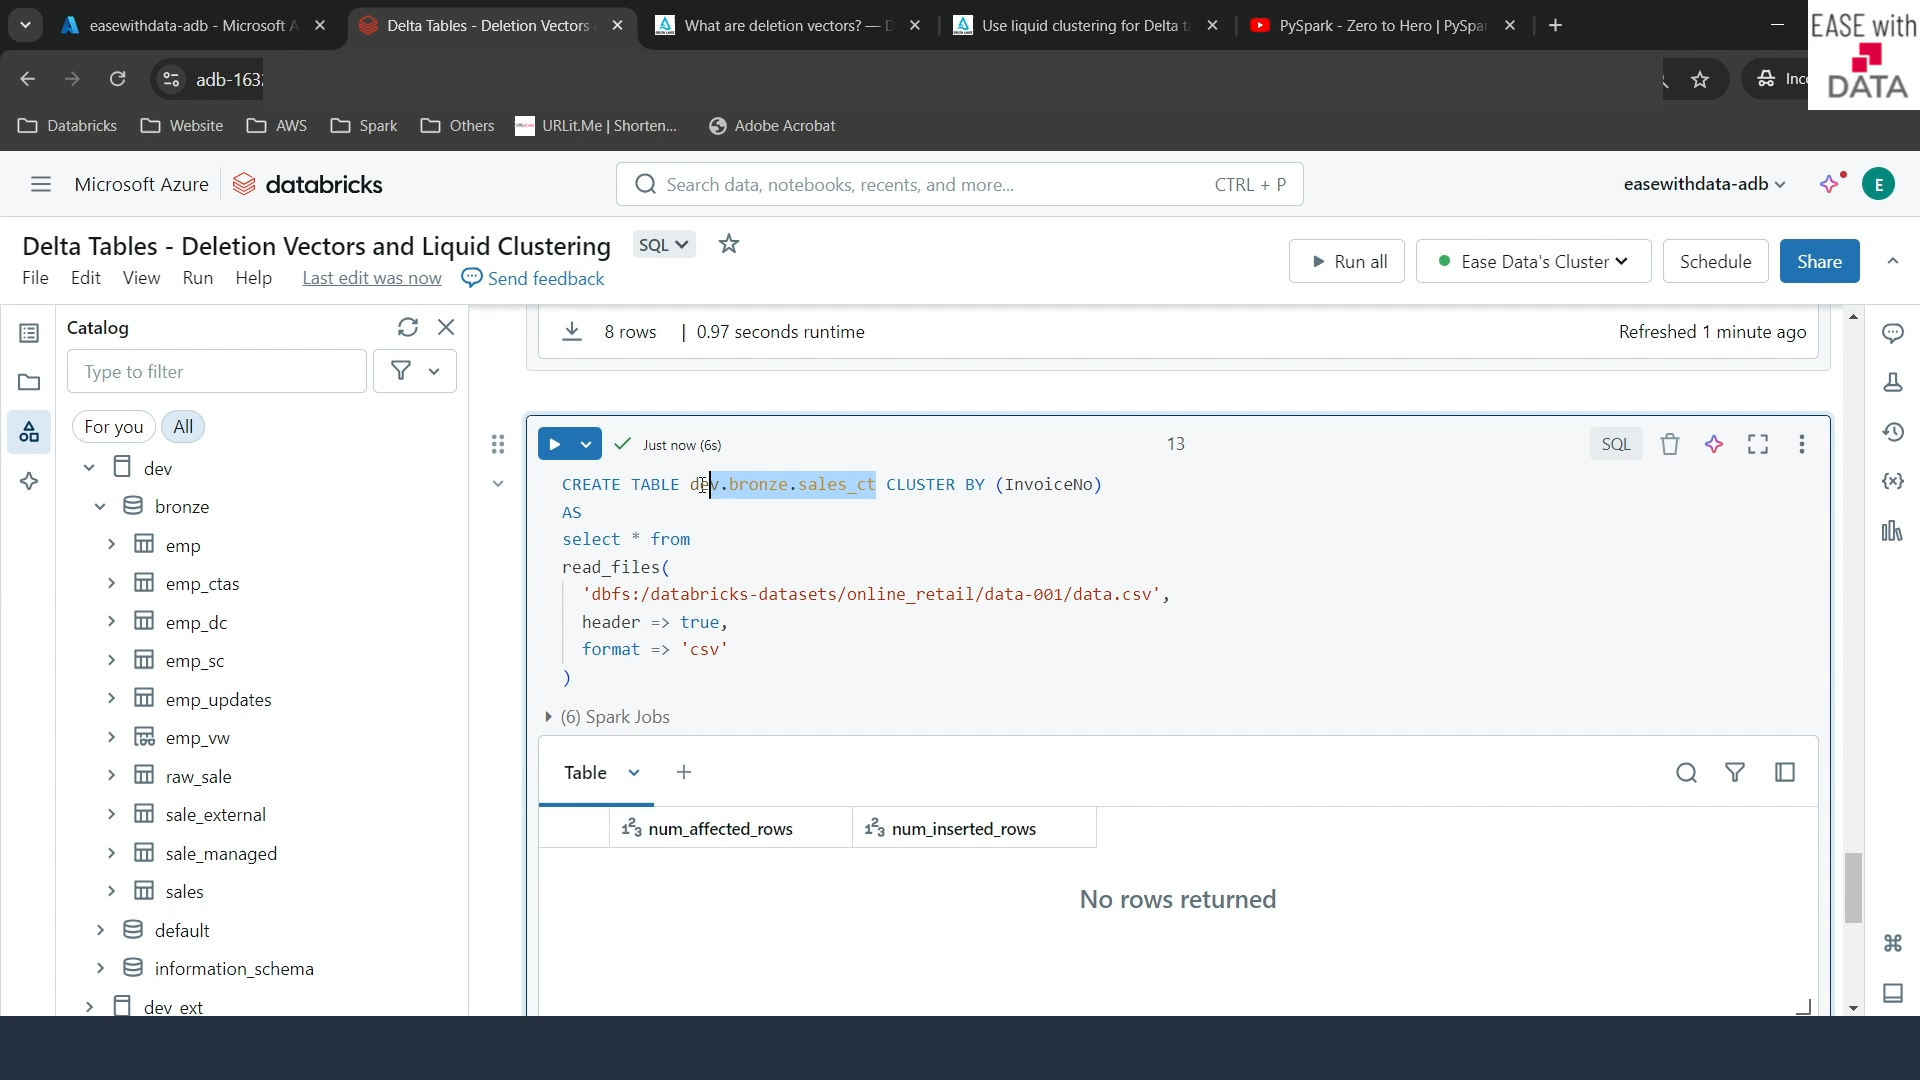 easewithdata-adb - Microsoft A
Delta Tables - Deletion Vectors
What are deletion vectors? — D
Use liquid clustering for Delta t
PySpark - Zero to Hero | PySpar
EASE with
DATA
adb-163
Inc
Databricks
Website
AWS
Spark
Others
URLit.Me | Shorten...
Adobe Acrobat
Microsoft Azure
databricks
Search data, notebooks, recents, and more...
CTRL + P
easewithdata-adb
E
Delta Tables - Deletion Vectors and Liquid Clustering
SQL
File
Edit
View
Run
Help
Last edit was now
Send feedback
Run all
Ease Data's Cluster
Schedule
Share
Catalog
Type to filter
For you
All
dev
bronze
emp
emp_ctas
emp_dc
emp_sc
emp_updates
emp_vw
raw_sale
sale_external
sale_managed
sales
default
information_schema
dev_ext
8 rows | 0.97 seconds runtime
Refreshed 1 minute ago
Just now (6s)
13
SQL
CREATE TABLE dev.bronze.sales_ct CLUSTER BY (InvoiceNo)
AS
select * from
read_files(
'dbfs:/databricks-datasets/online_retail/data-001/data.csv',
header => true,
format => 'csv'
)
(6) Spark Jobs
Table
num_affected_rows
num_inserted_rows
No rows returned